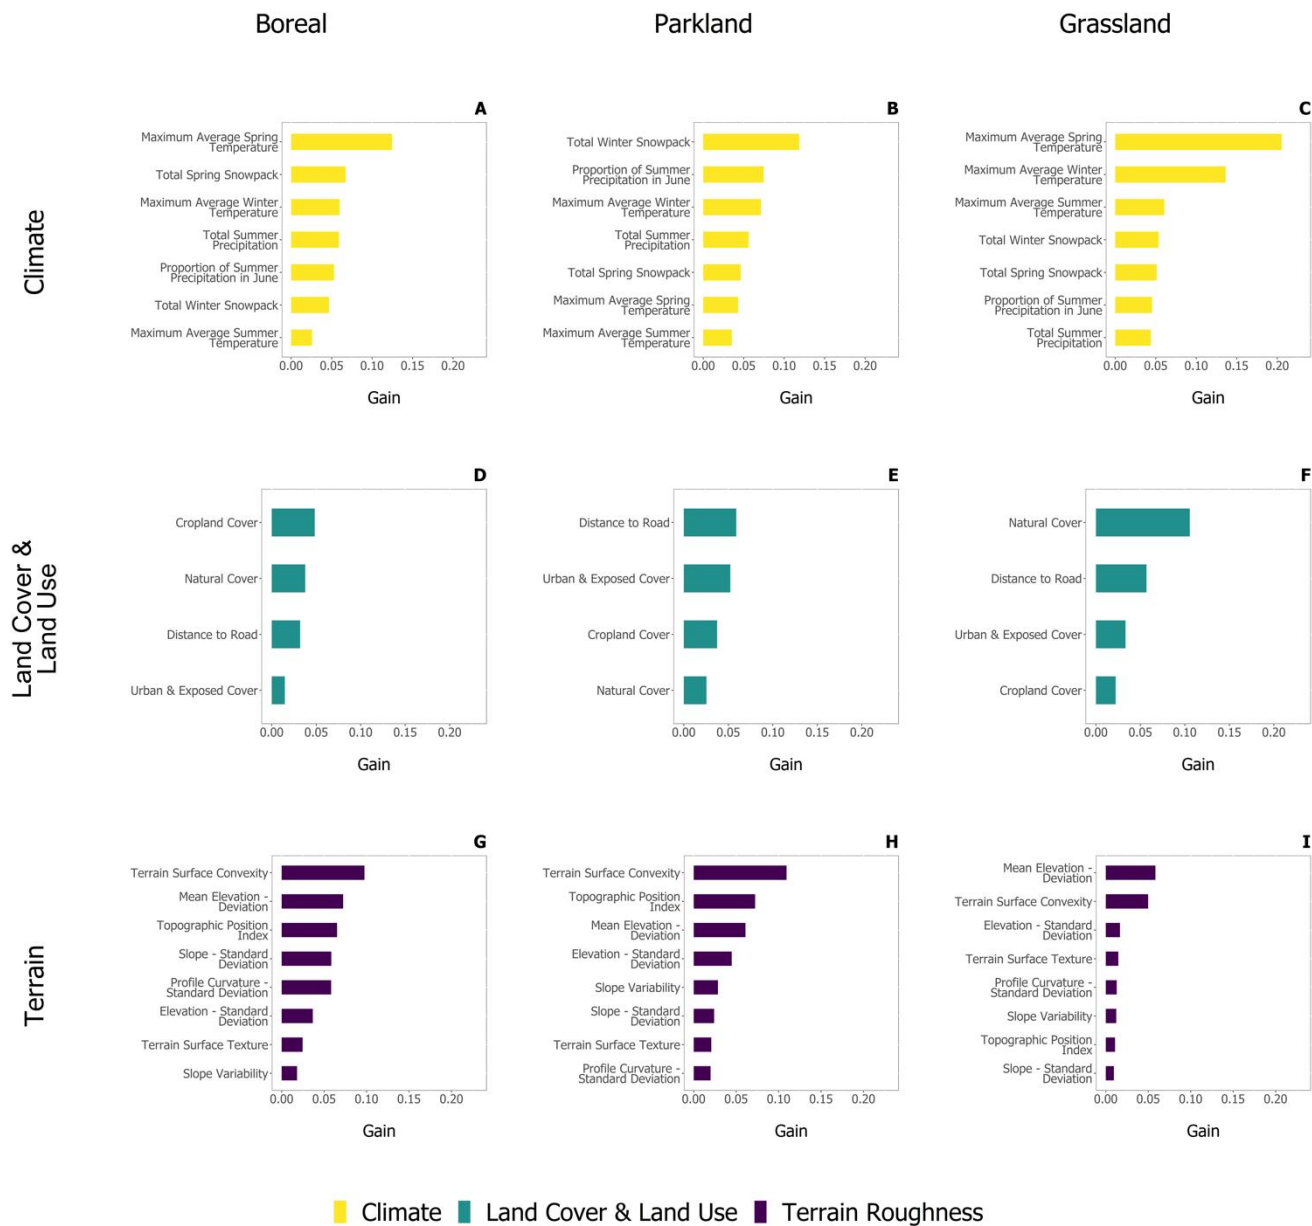 Boreal
Parkland
Grassland
Climate
A
Maximum Average Spring
Temperature
Total Spring Snowpack
Maximum Average Winter
Temperature
Total Summer
Precipitation
Proportion of Summer
Precipitation in June
Total Winter Snowpack
Maximum Average Summer
Temperature
0.00 0.05 0.10 0.15 0.20
Gain
B
Total Winter Snowpack
Proportion of Summer
Precipitation in June
Maximum Average Winter
Temperature
Total Summer
Precipitation
Total Spring Snowpack
Maximum Average Spring
Temperature
Maximum Average Summer
Temperature
0.00 0.05 0.10 0.15 0.20
Gain
C
Maximum Average Spring
Temperature
Maximum Average Winter
Temperature
Maximum Average Summer
Temperature
Total Winter Snowpack
Total Spring Snowpack
Proportion of Summer
Precipitation in June
Total Summer
Precipitation
0.00 0.05 0.10 0.15 0.20
Gain
Land Cover &
Land Use
D
Cropland Cover
Natural Cover
Distance to Road
Urban & Exposed Cover
0.00 0.05 0.10 0.15 0.20
Gain
E
Distance to Road
Urban & Exposed Cover
Cropland Cover
Natural Cover
0.00 0.05 0.10 0.15 0.20
Gain
F
Natural Cover
Distance to Road
Urban & Exposed Cover
Cropland Cover
0.00 0.05 0.10 0.15 0.20
Gain
Terrain
G
Terrain Surface Convexity
Mean Elevation -
Deviation
Topographic Position
Index
Slope - Standard
Deviation
Profile Curvature -
Standard Deviation
Elevation - Standard
Deviation
Terrain Surface Texture
Slope Variability
0.00 0.05 0.10 0.15 0.20
Gain
H
Terrain Surface Convexity
Topographic Position
Index
Mean Elevation -
Deviation
Elevation - Standard
Deviation
Slope Variability
Slope - Standard
Deviation
Terrain Surface Texture
Profile Curvature -
Standard Deviation
0.00 0.05 0.10 0.15 0.20
Gain
I
Mean Elevation -
Deviation
Terrain Surface Convexity
Elevation - Standard
Deviation
Terrain Surface Texture
Profile Curvature -
Standard Deviation
Slope Variability
Topographic Position
Index
Slope - Standard
Deviation
0.00 0.05 0.10 0.15 0.20
Gain
Climate Land Cover & Land Use Terrain Roughness